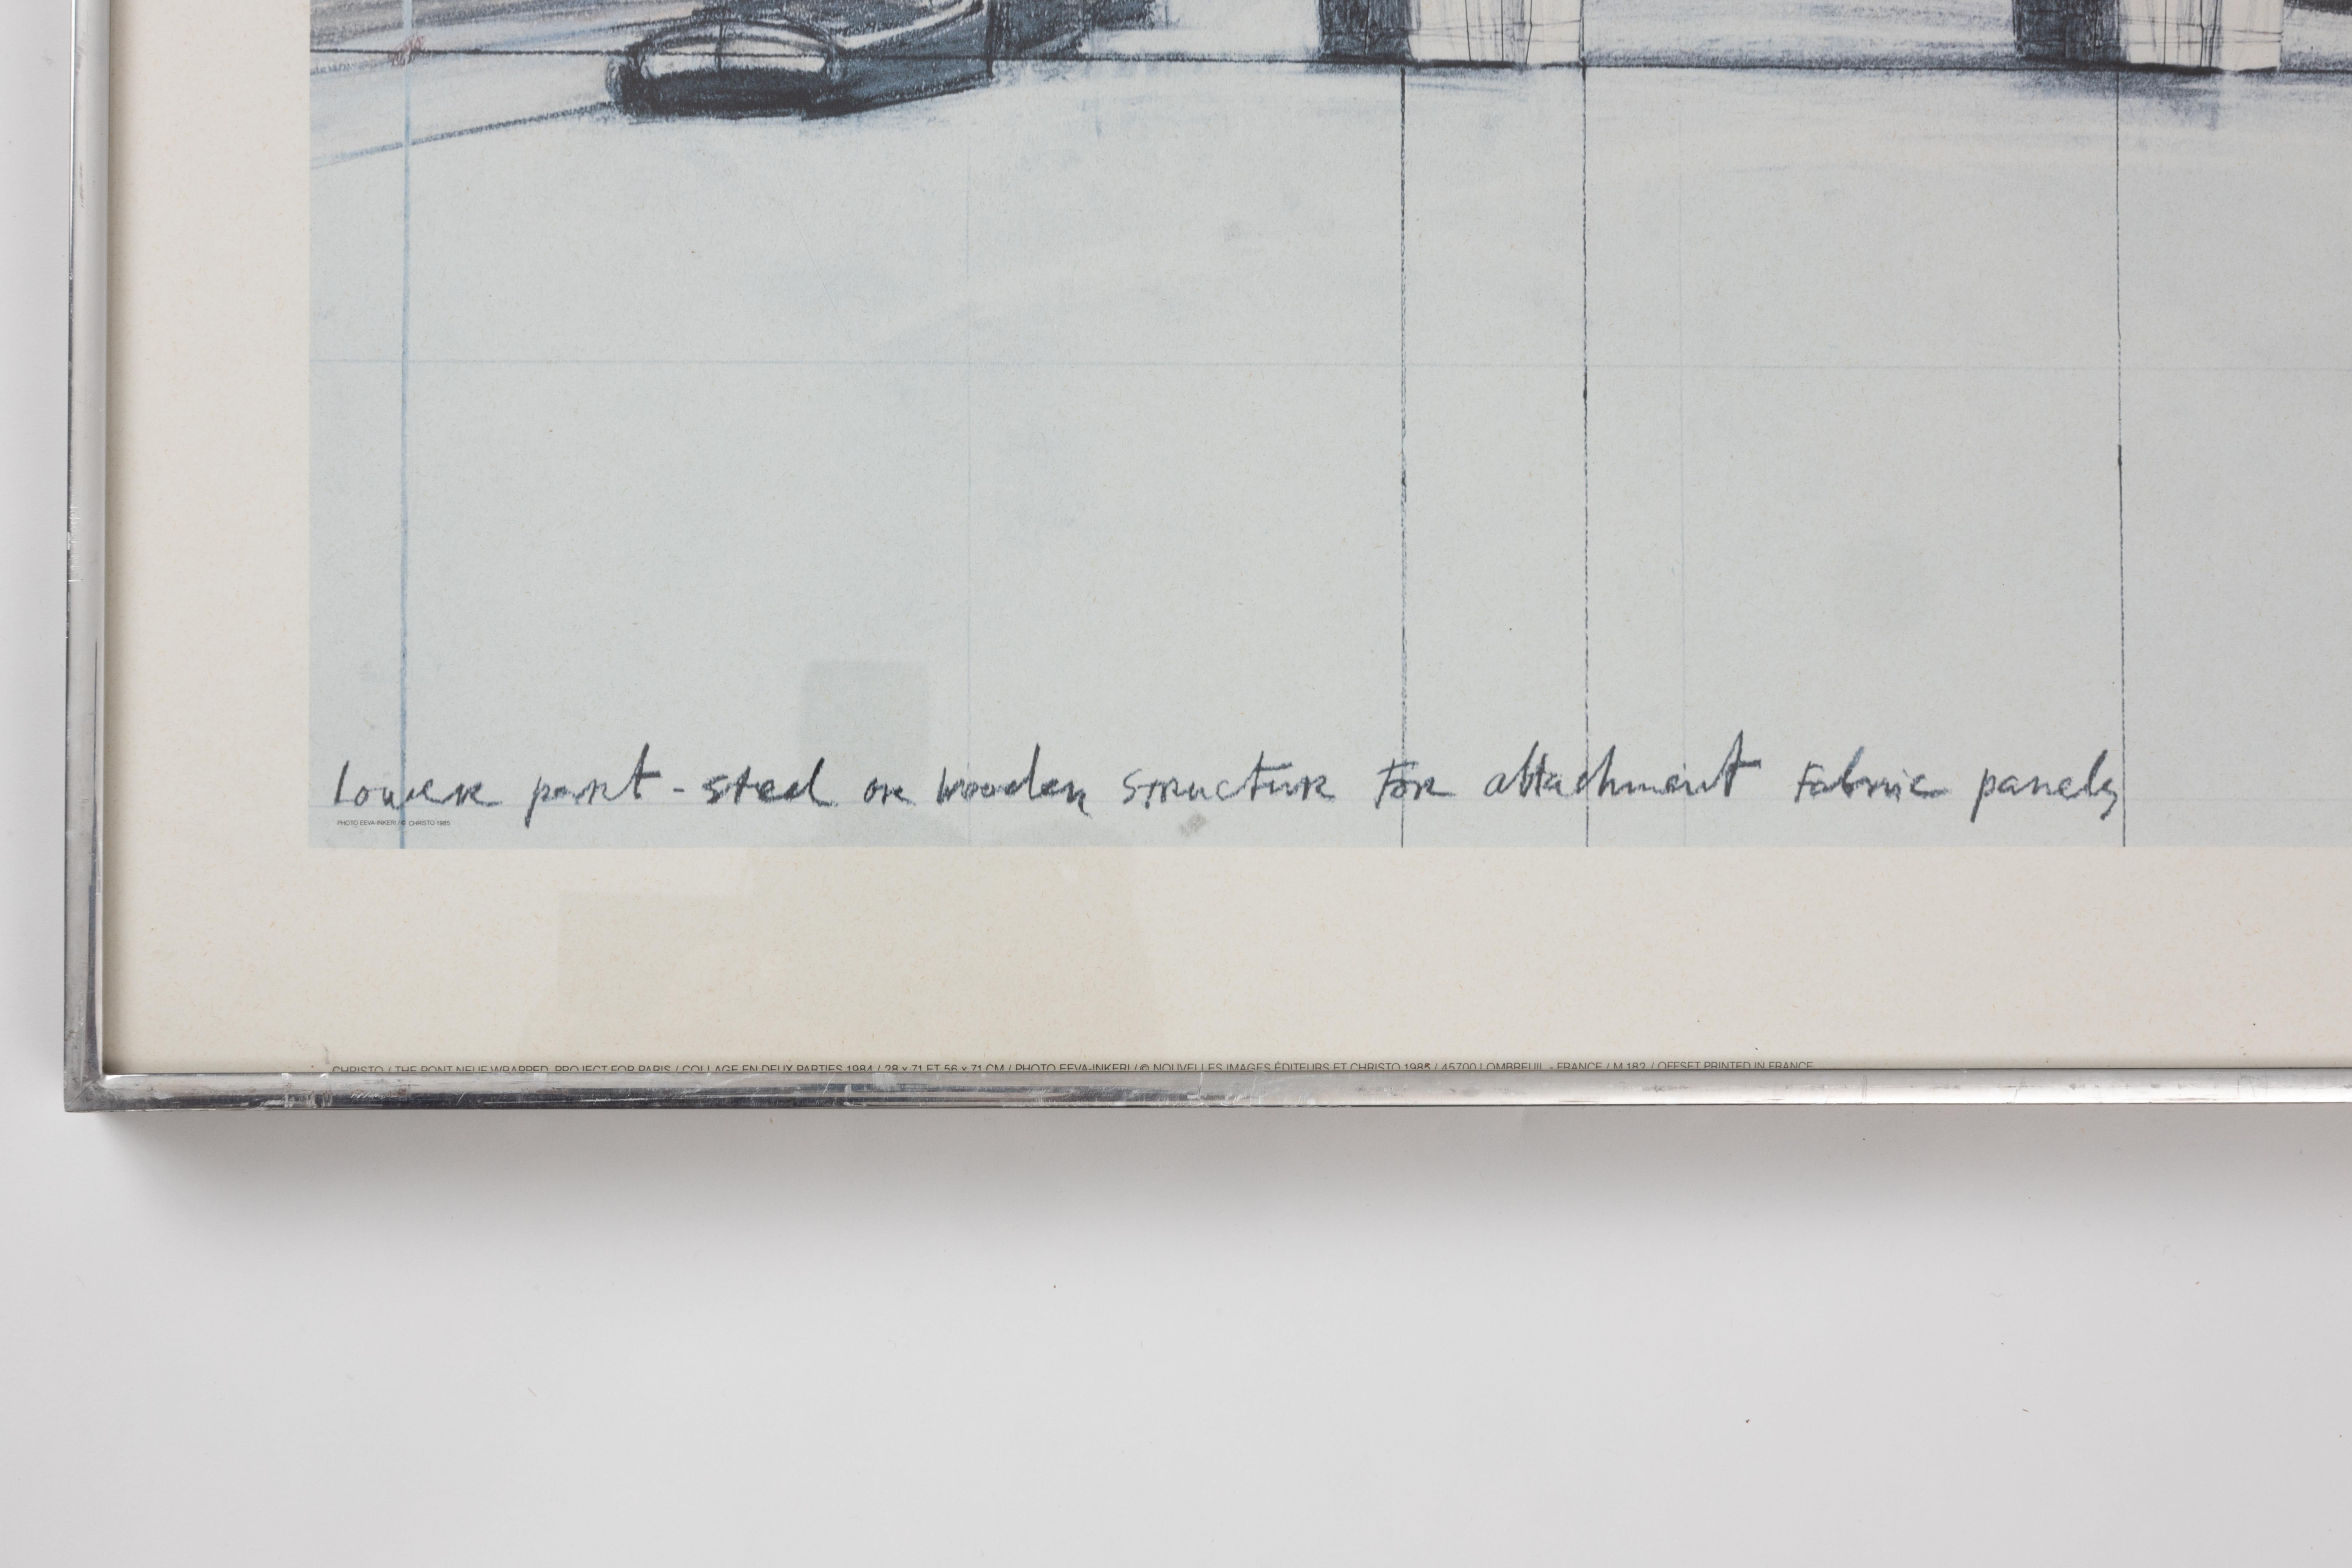 Lower part - steel or wooden structur for attachment fabric panels
PHOTO EEVA-INKERI / © CHRISTO 1985
CHRISTO / THE PONT NEUF WRAPPED, PROJECT FOR PARIS / COLLAGE EN DEUX PARTIES 1984 / 28 x 71 ET 56 x 71 CM / PHOTO EEVA-INKERI / © NOUVELLES IMAGES ÉDITEURS ET CHRISTO 1985 / 45700 LOMBREUIL - FRANCE / M 182 / OFFSET PRINTED IN FRANCE